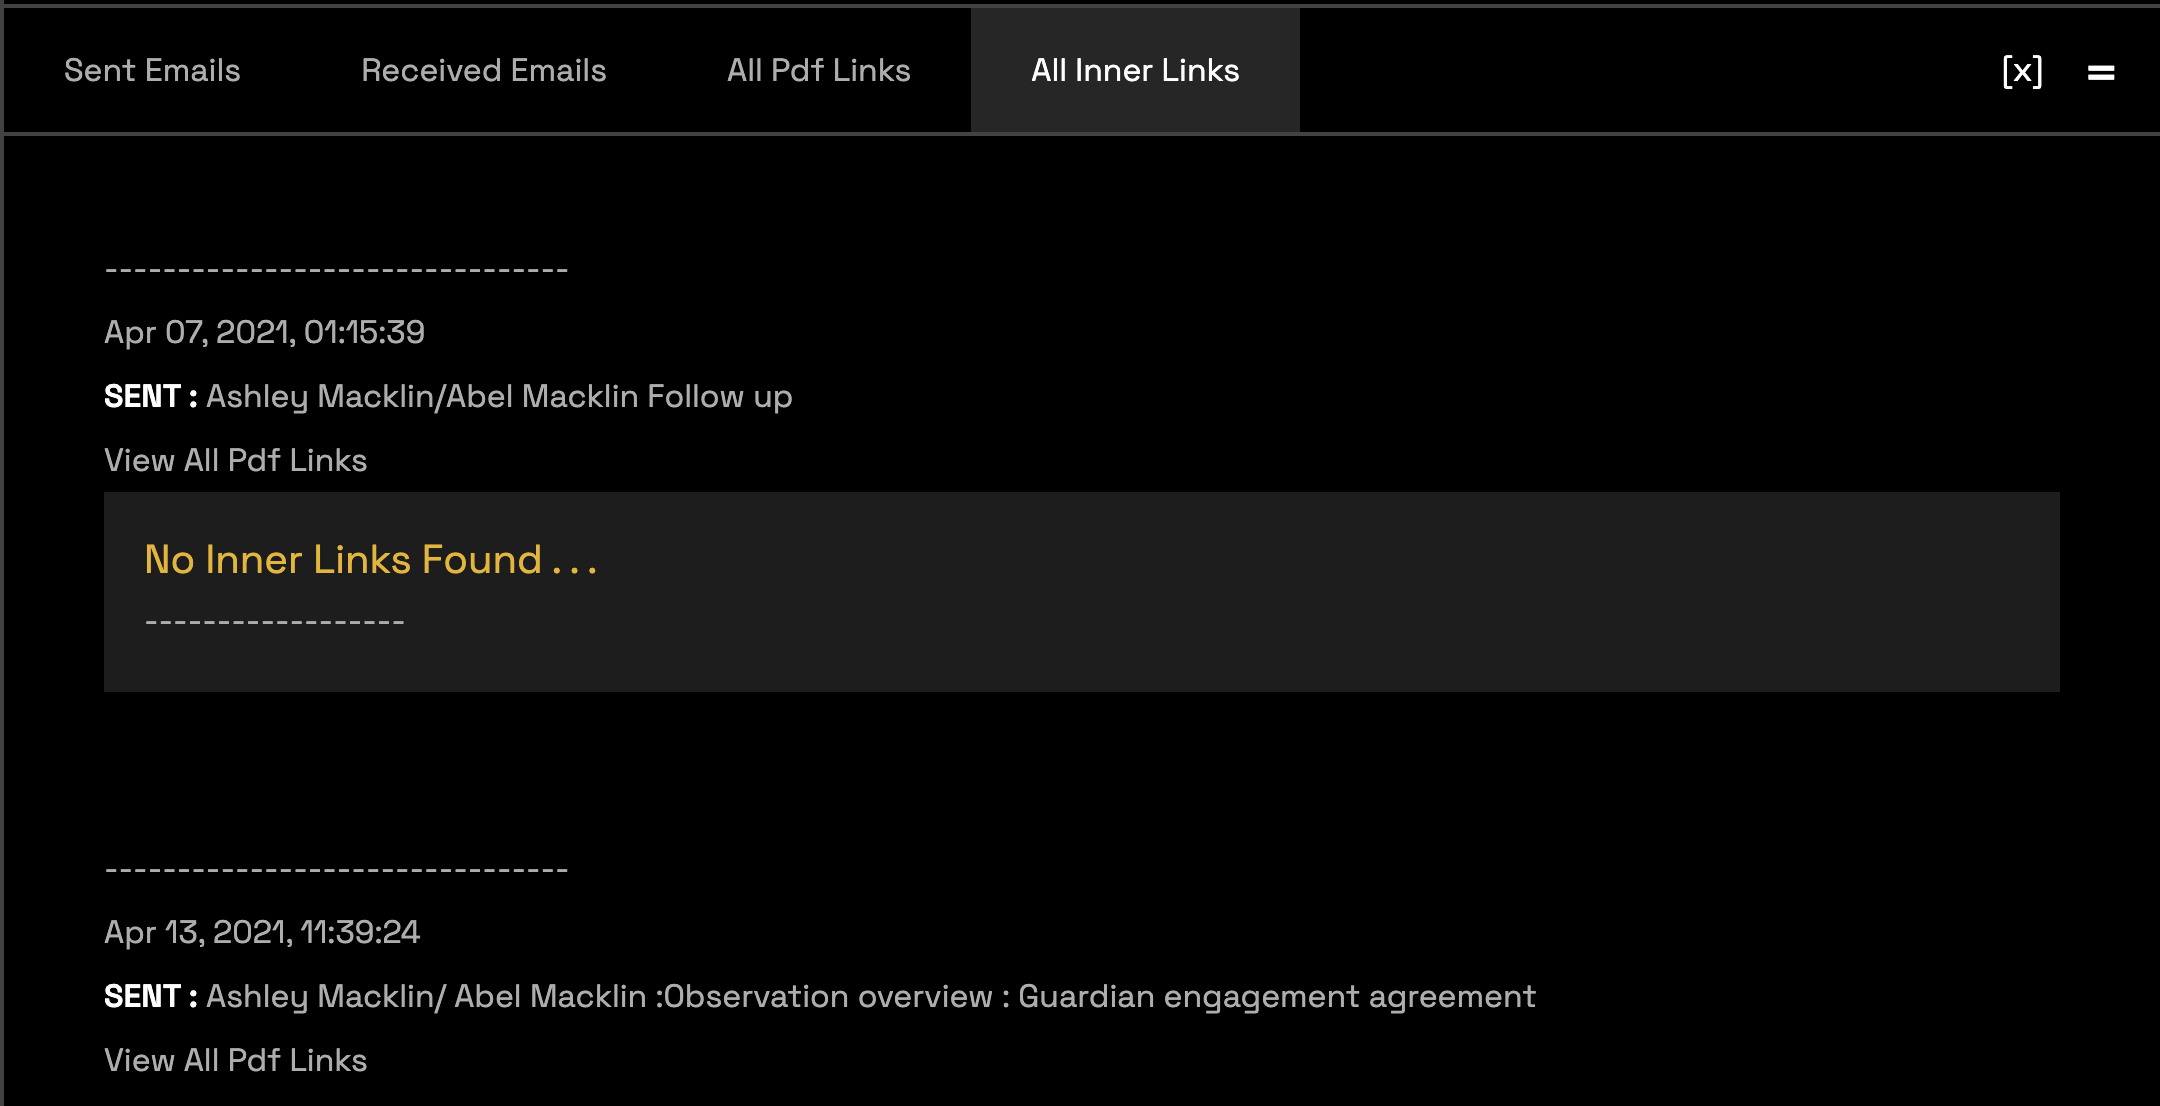 Sent Emails Received Emails All Pdf Links All Inner Links [x] =
--------------------------------
Apr 07, 2021, 01:15:39
SENT : Ashley Macklin/Abel Macklin Follow up
View All Pdf Links
No Inner Links Found . . .
------------------
--------------------------------
Apr 13, 2021, 11:39:24
SENT : Ashley Macklin/ Abel Macklin :Observation overview : Guardian engagement agreement
View All Pdf Links